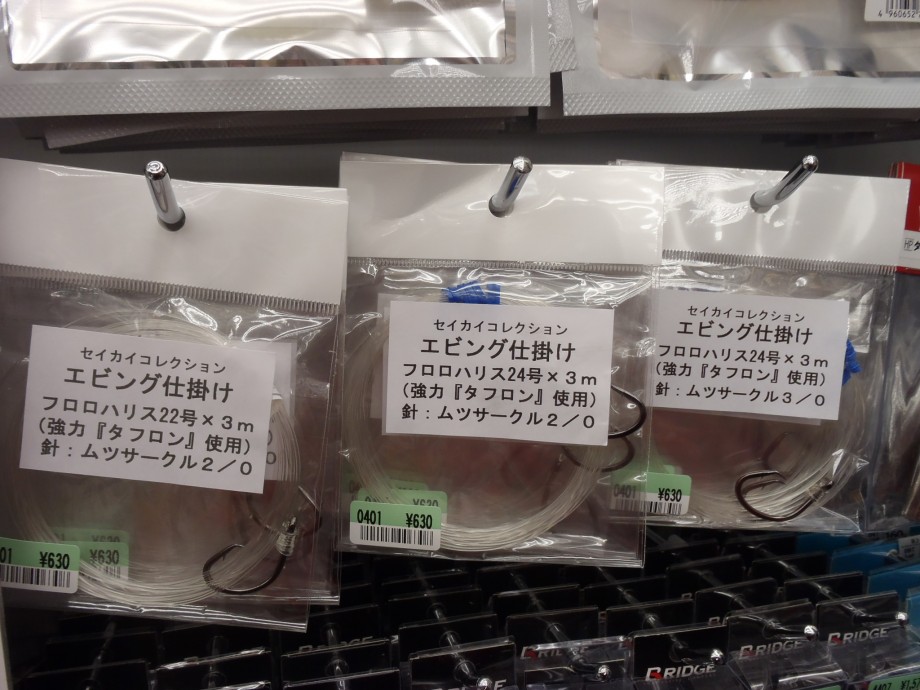 4 960652
セイカイコレクション
エビング仕掛け
フロロハリス22号×3m
(強力『タフロン』使用)
針:ムツサークル2/0
01 ¥630
セイカイコレクション
エビング仕掛け
フロロハリス24号×3m
(強力『タフロン』使用)
針:ムツサークル2/0
0401 ¥630
セイカイコレクション
エビング仕掛け
フロロハリス24号×3m
(強力『タフロン』使用)
針:ムツサークル3/0
0401 ¥630
BRIDGE
BRIDGE
BRIDGE
BRIDGE